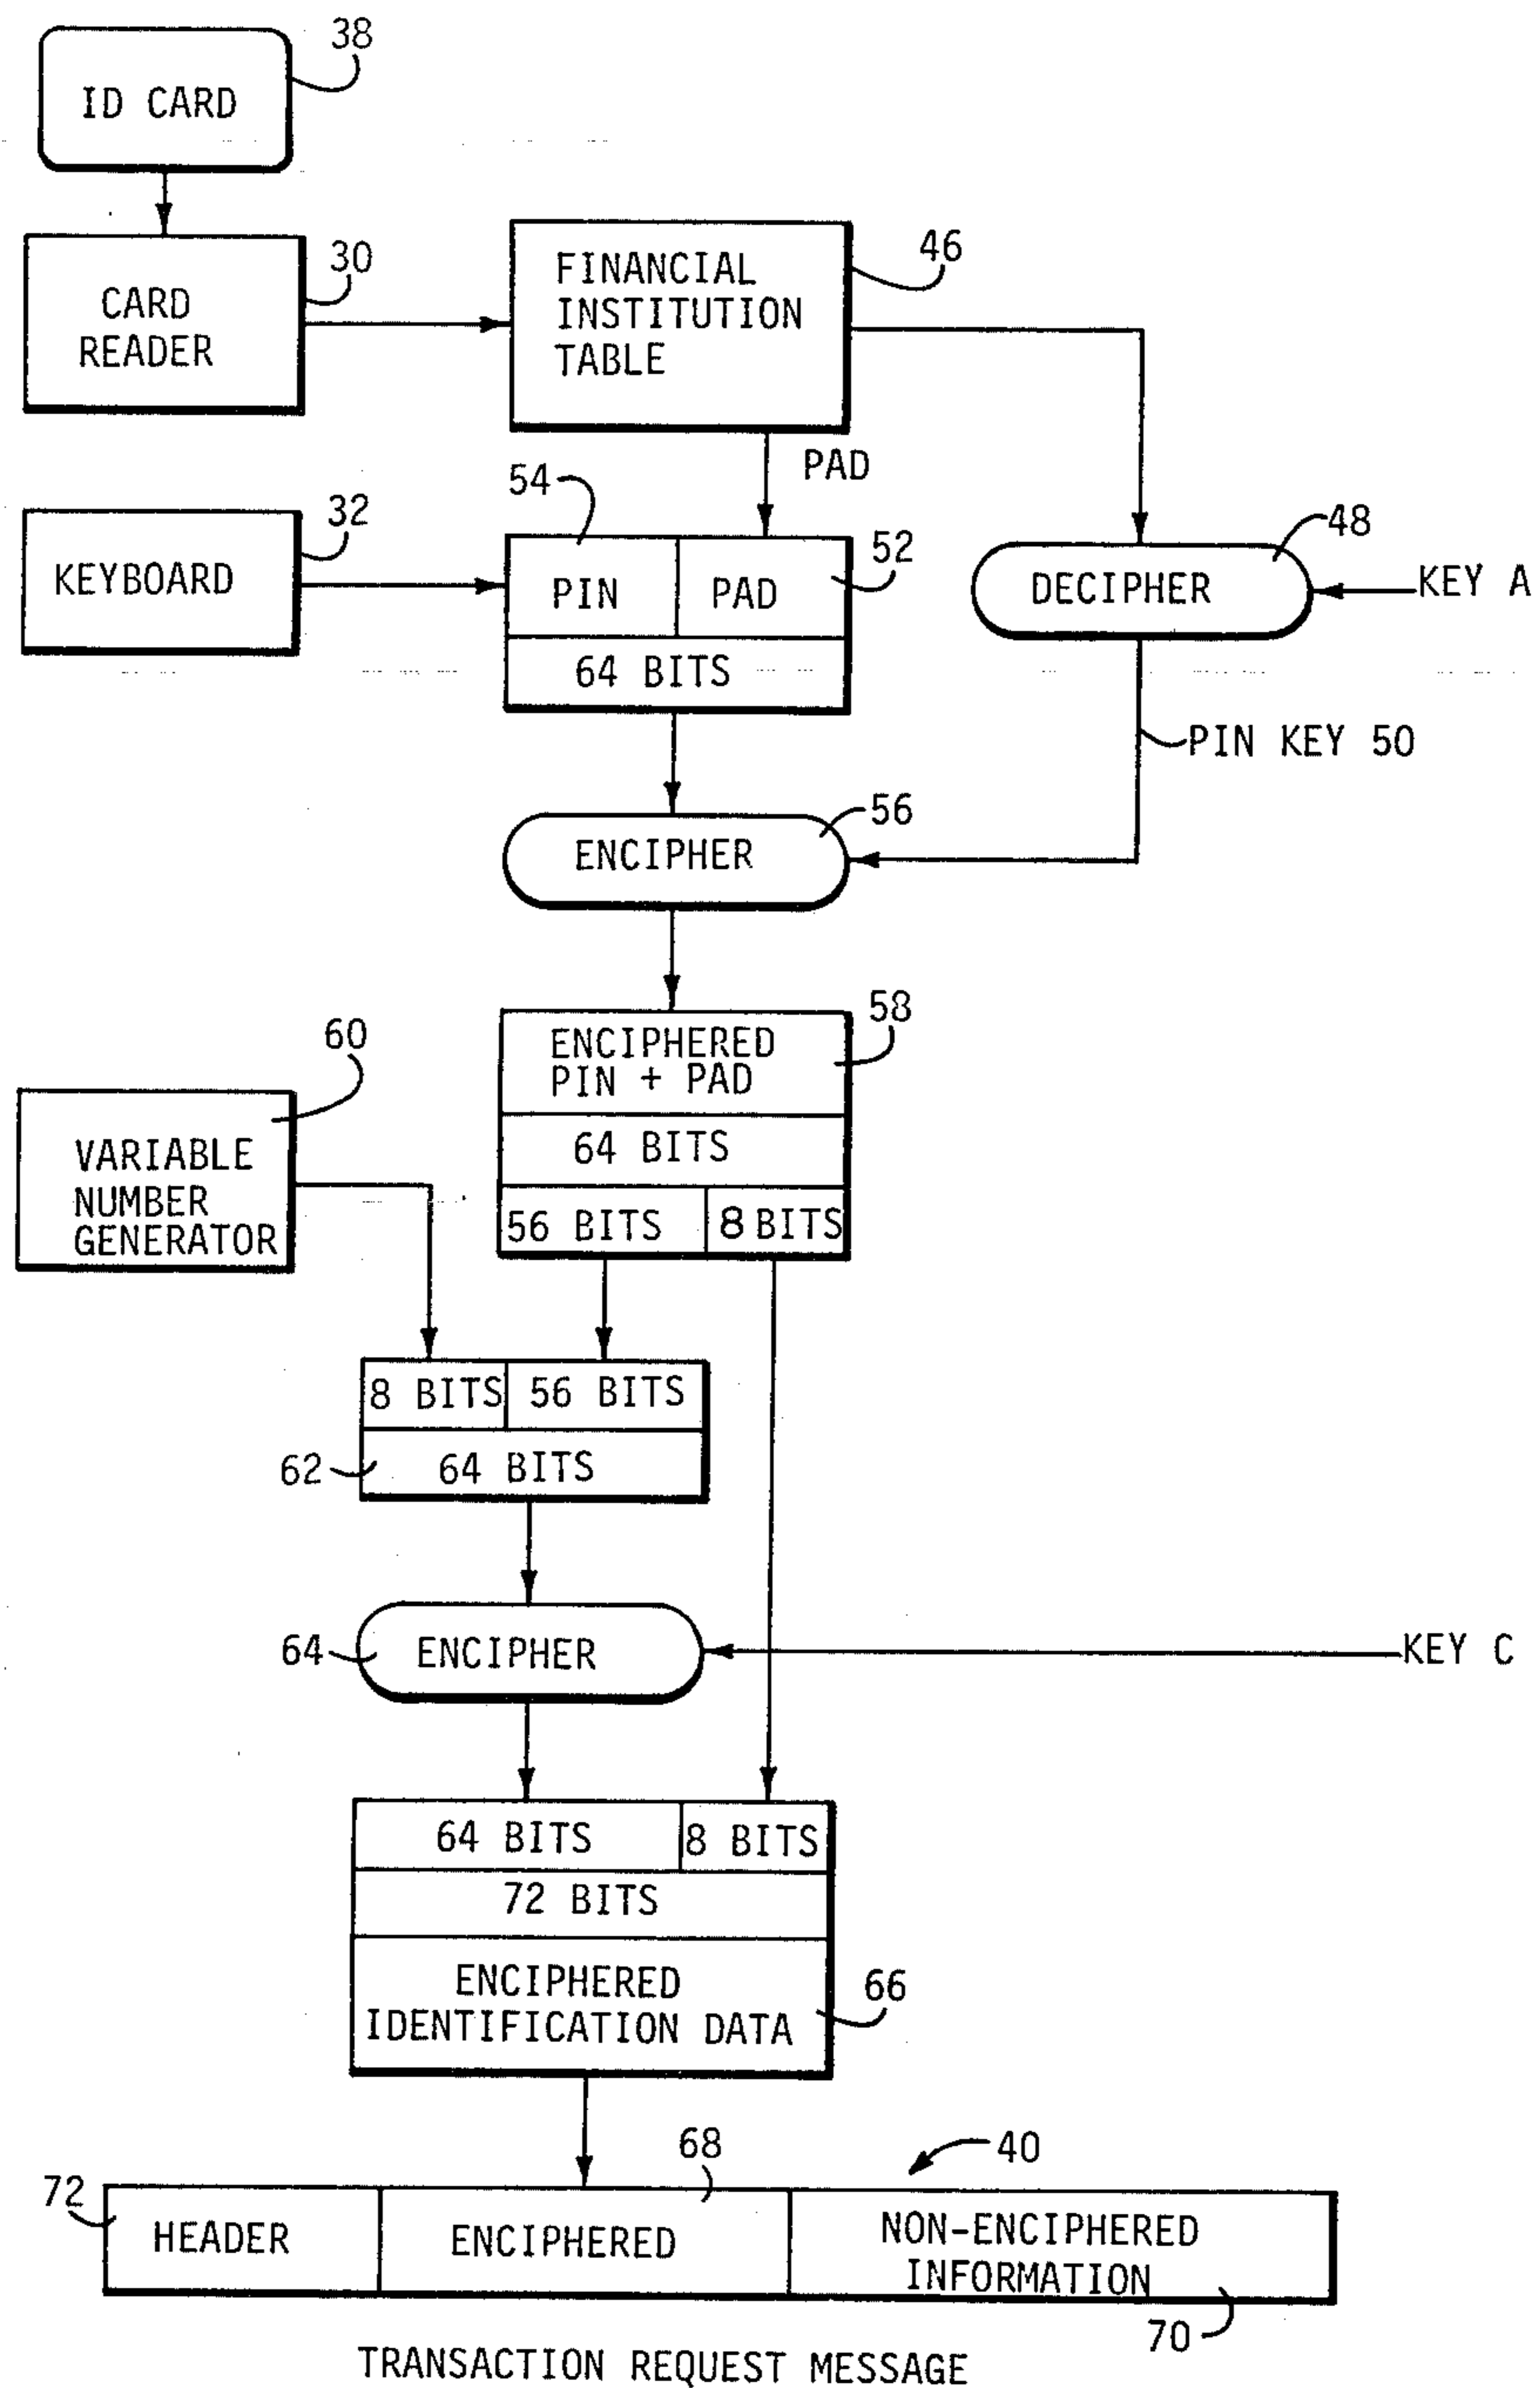 38
ID CARD
30
CARD
READER
46
FINANCIAL
INSTITUTION
TABLE
PAD
54
32
KEYBOARD
52
PIN PAD
64 BITS
48
DECIPHER
KEY A
PIN KEY 50
56
ENCIPHER
58
ENCIPHERED
PIN + PAD
64 BITS
56 BITS 8 BITS
60
VARIABLE
NUMBER
GENERATOR
8 BITS 56 BITS
62
64 BITS
64
ENCIPHER
KEY C
64 BITS 8 BITS
72 BITS
66
ENCIPHERED
IDENTIFICATION DATA
68
40
72
HEADER
ENCIPHERED
NON-ENCIPHERED
INFORMATION
70
TRANSACTION REQUEST MESSAGE